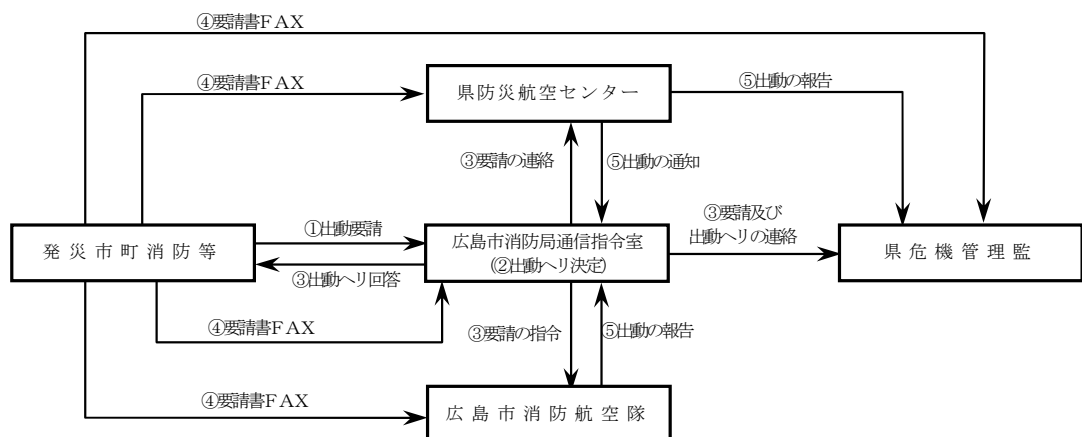 ④要請書ＦＡＸ
④要請書ＦＡＸ
県防災航空センター
⑤出動の報告
③要請の連絡
⑤出動の通知
発災市町消防等
①出動要請
③出動ヘリ回答
広島市消防局通信指令室
(②出動ヘリ決定)
③要請及び
出動ヘリの連絡
県危機管理監
④要請書ＦＡＸ
③要請の指令
⑤出動の報告
④要請書ＦＡＸ
広島市消防航空隊